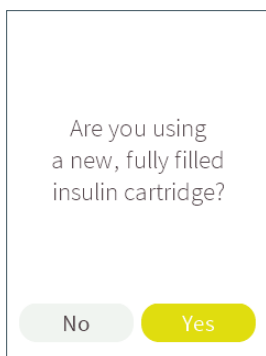 Are you using
a new, fully filled
insulin cartridge?
No
Yes